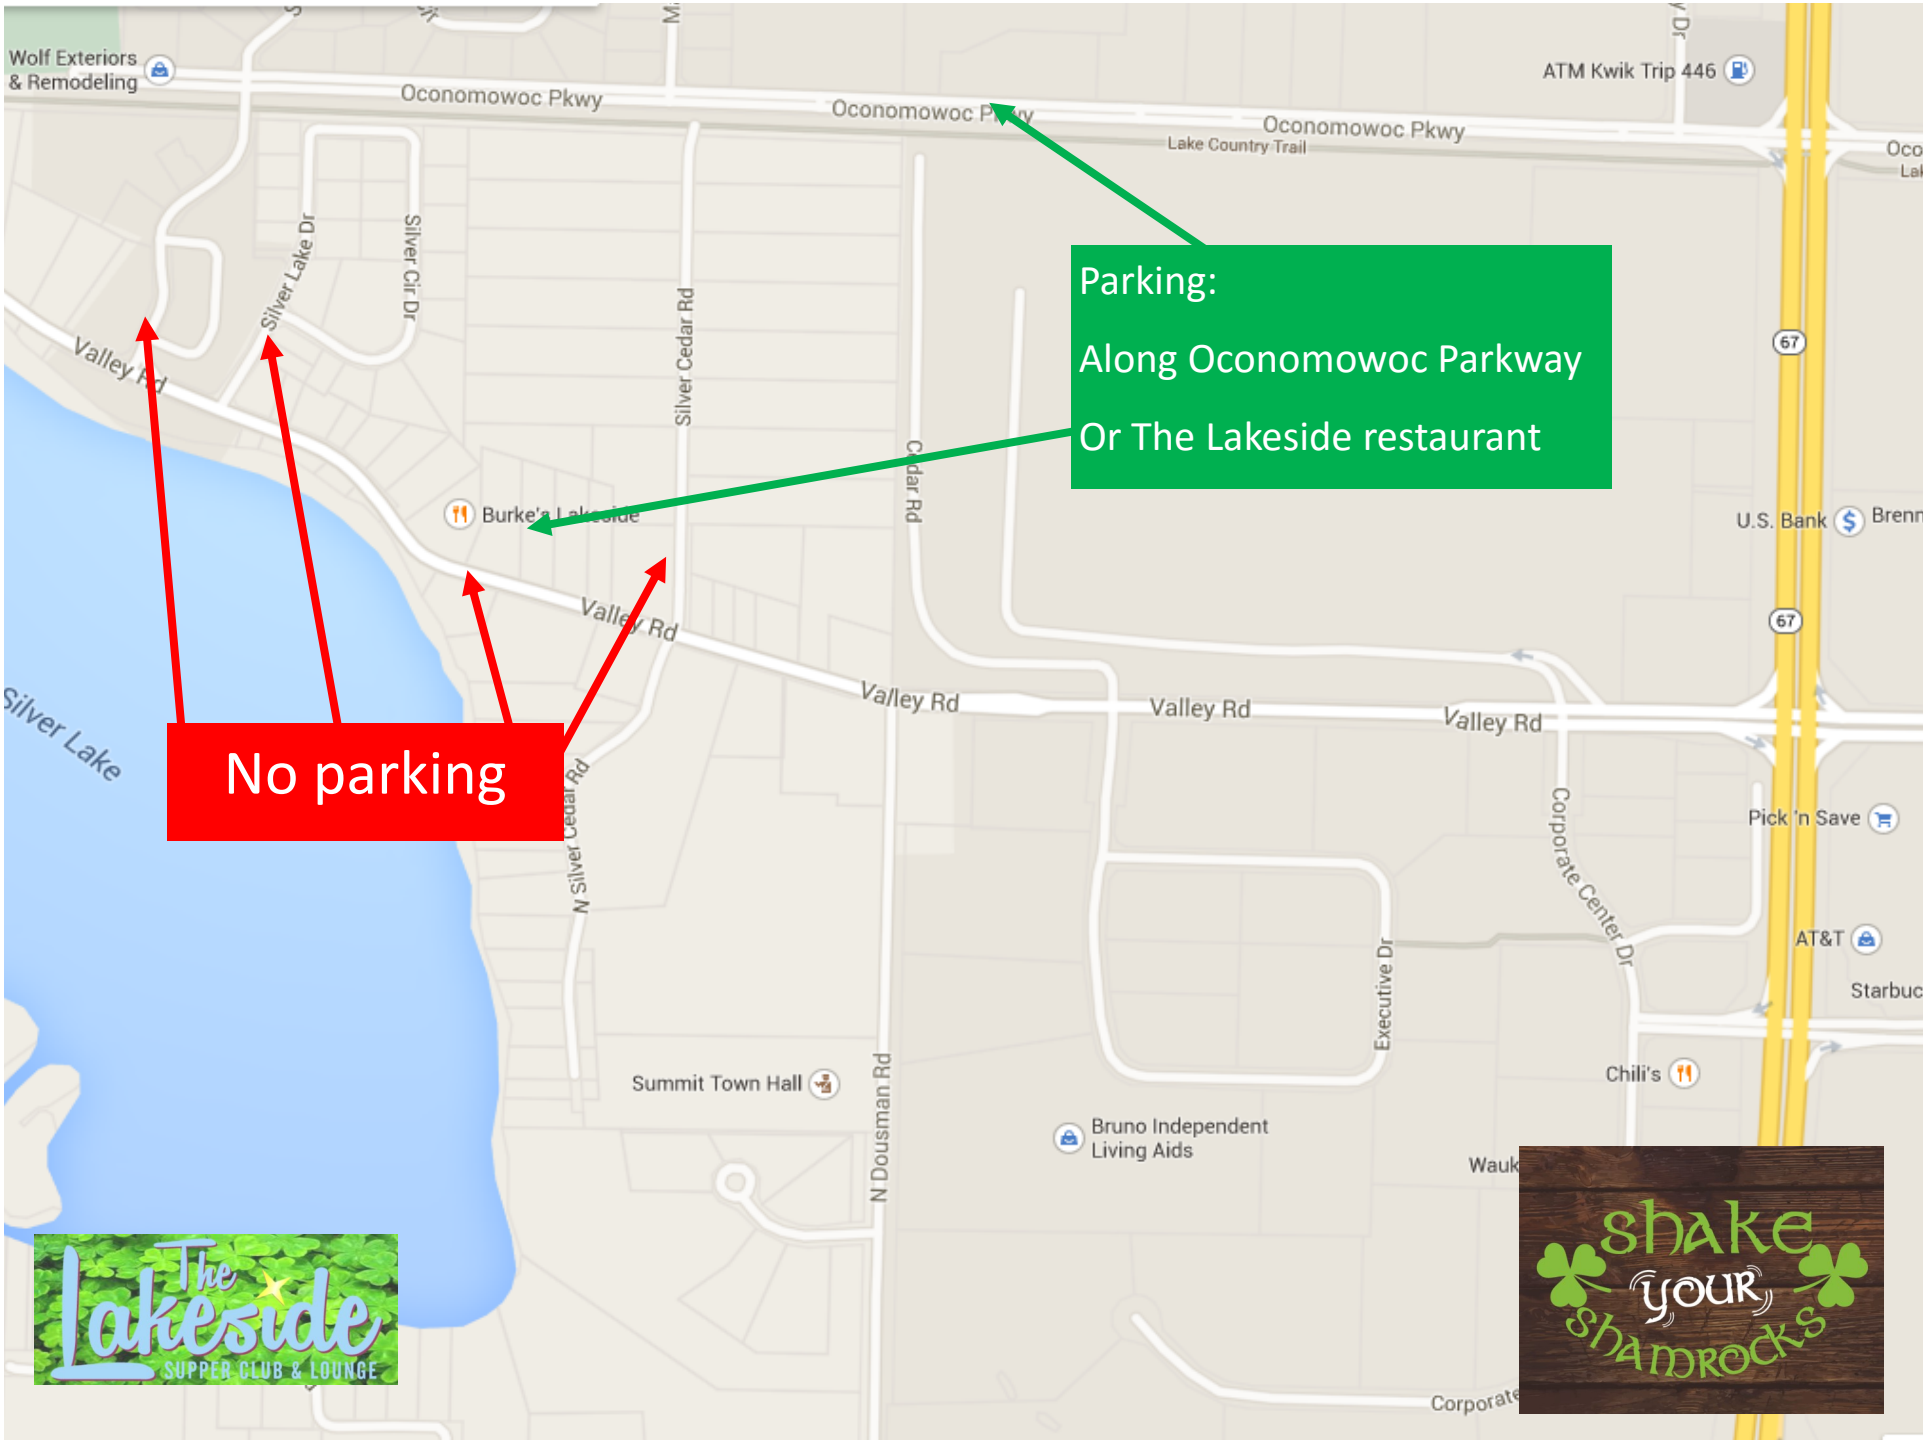 Wolf Exteriors
& Remodeling
Oconomowoc Pkwy
Oconomowoc Pkwy
Oconomowoc Pkwy
Lake Country Trail
ATM Kwik Trip 446
y Dr
Oco
Lak
Silver Lake Dr
Silver Cir Dr
Silver Cedar Rd
Cedar Rd
Parking:
Along Oconomowoc Parkway
Or The Lakeside restaurant
67
Valley Rd
Burke's Lakeside
U.S. Bank
Brenn
67
Valley Rd
Valley Rd
Valley Rd
Valley Rd
Silver Lake
No parking
N Silver Cedar Rd
Corporate Center Dr
Pick 'n Save
AT&T
Starbuc
Executive Dr
Summit Town Hall
N Dousman Rd
Chili's
Bruno Independent
Living Aids
Wauk
The
Lakeside
SUPPER CLUB & LOUNGE
SHAKE
YOUR
SHAMROCKS
Corporate